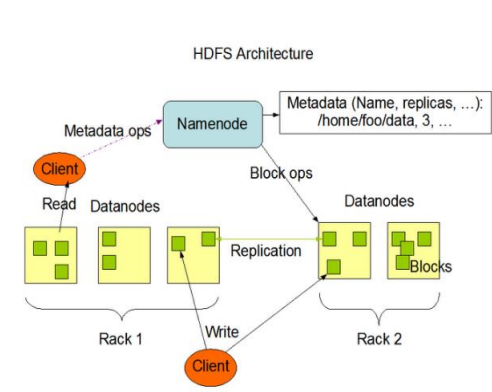 HDFS Architecture
Metadata (Name, replicas, ...):
/home/foo/data, 3, ...
Namenode
Metadata ops
Client
Block ops
Read
Datanodes
Datanodes
Replication
Blocks
Rack 1
Write
Rack 2
Client